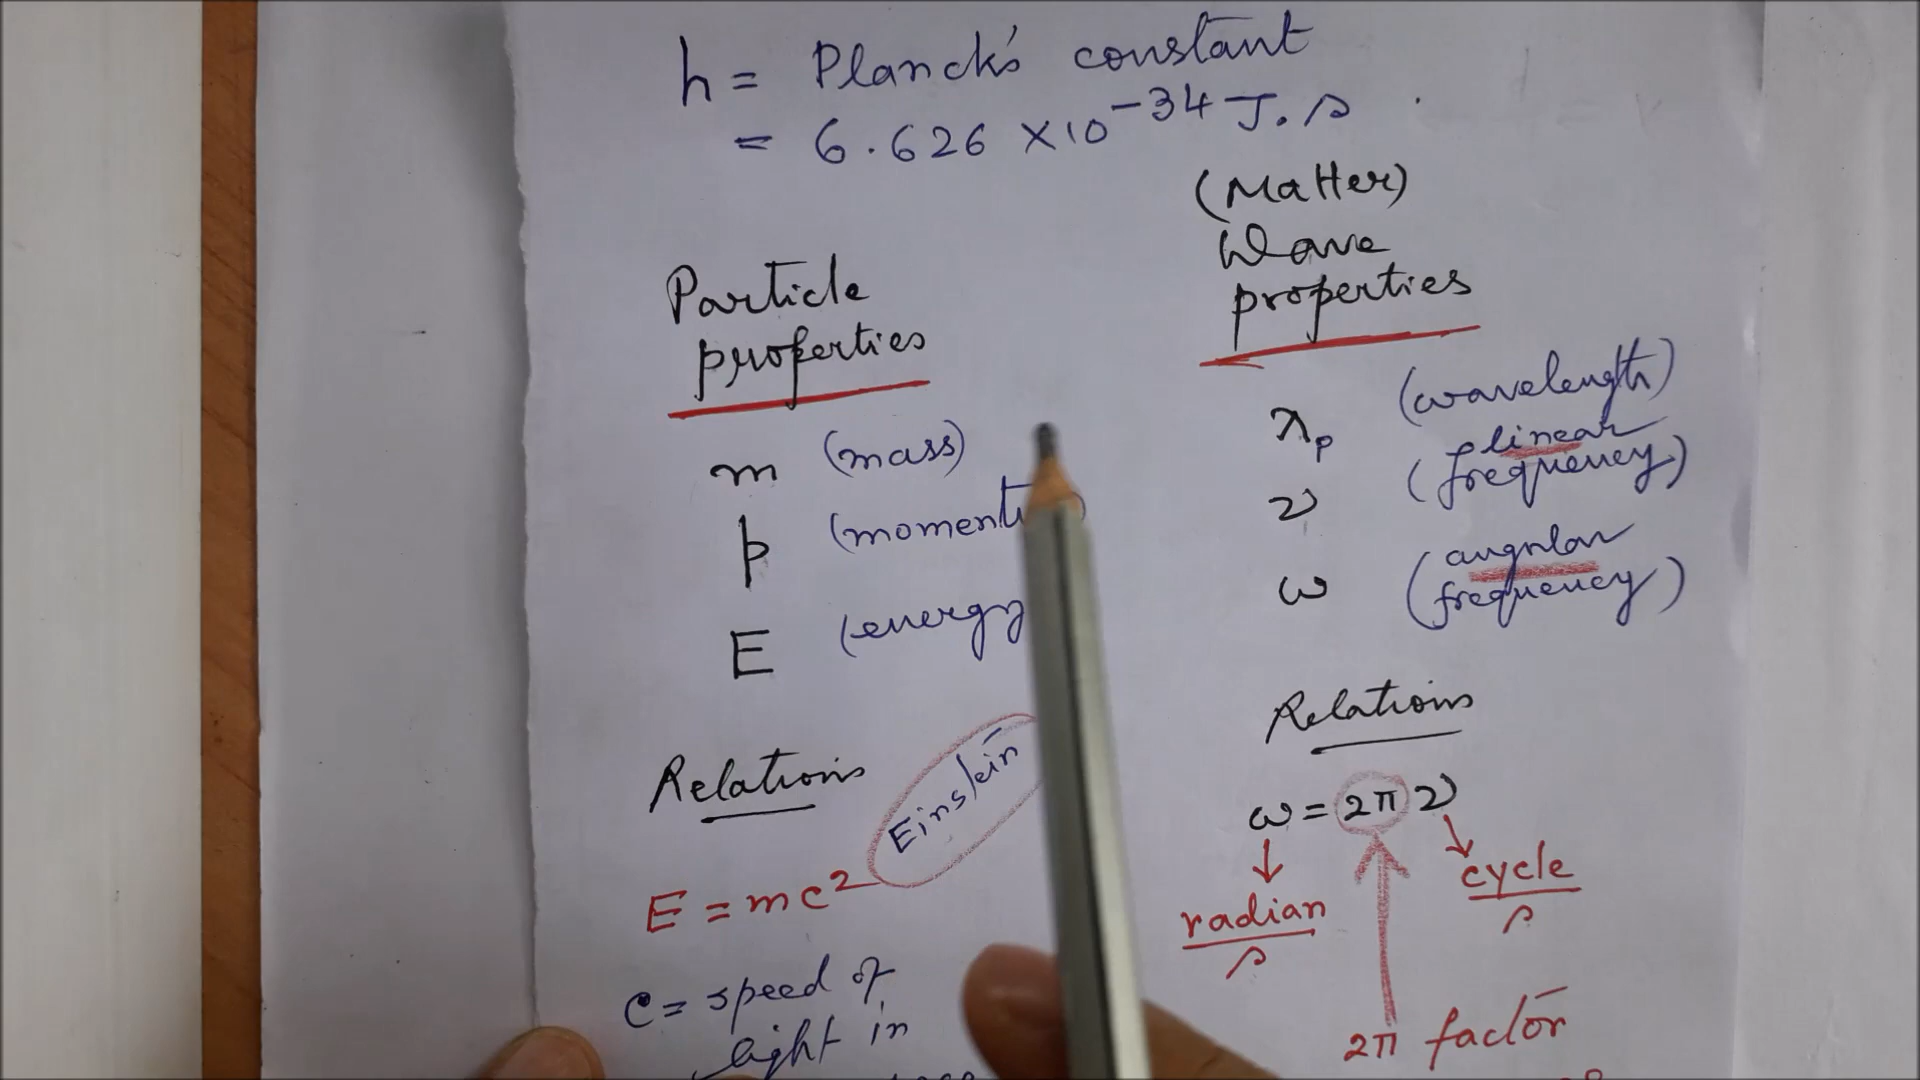 h = Planck's constant
= 6.626 ×10⁻³⁴ J.s
Particle
properties
m (mass)
p
E (energy
Relations
Einstein
E = mc²
c = speed of
light in
(Matter)
Wave
properties
λp (wavelength)
ν (linear
frequency)
ω (angular
frequency)
Relations
ω = 2π ν
radian
s
cycle
s
2π factor